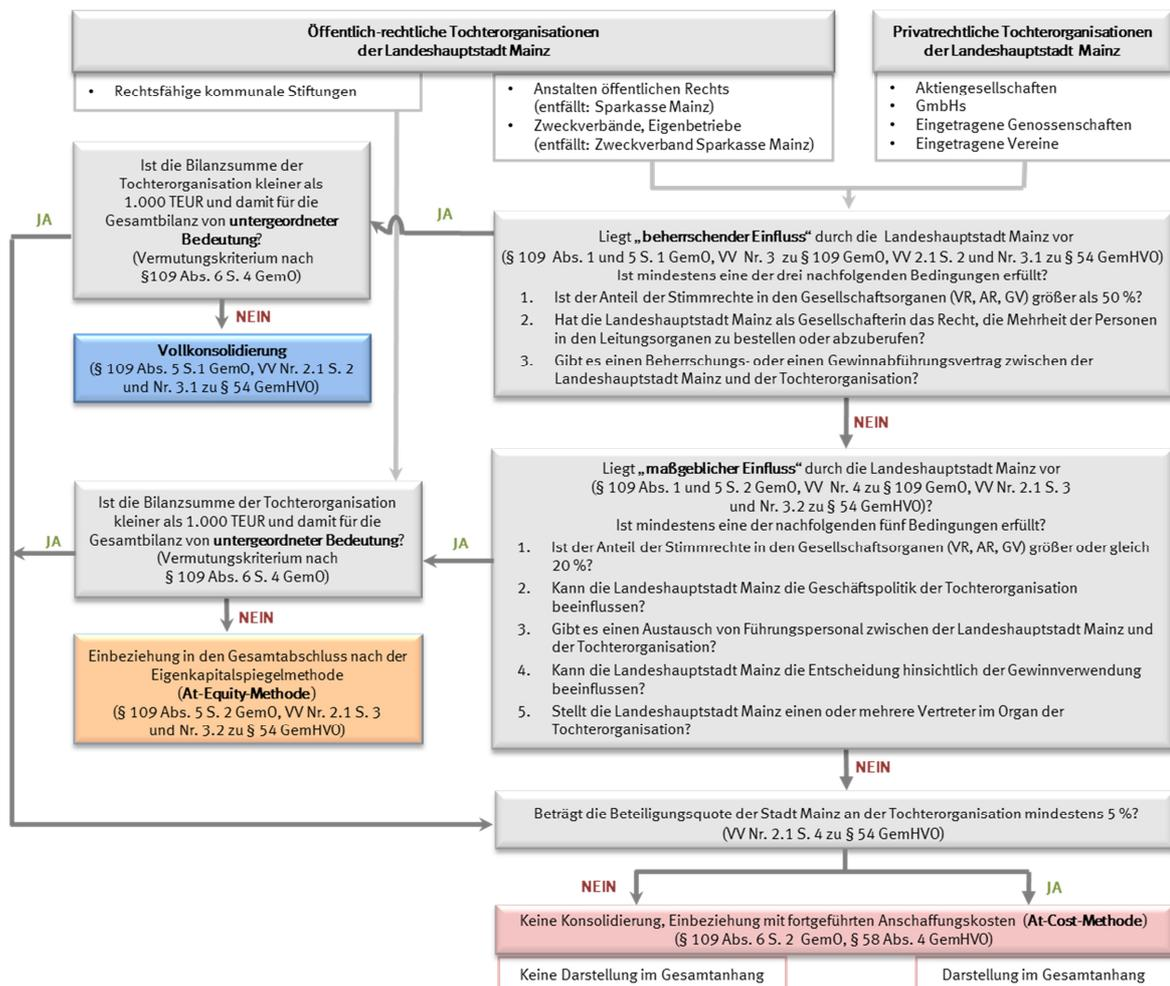 Öffentlich-rechtliche Tochterorganisationen
der Landeshauptstadt Mainz
Privatrechtliche Tochterorganisationen
der Landeshauptstadt Mainz
• Rechtsfähige kommunale Stiftungen
• Anstalten öffentlichen Rechts
(entfällt: Sparkasse Mainz)
• Zweckverbände, Eigenbetriebe
(entfällt: Zweckverband Sparkasse Mainz)
• Aktiengesellschaften
• GmbHs
• Eingetragene Genossenschaften
• Eingetragene Vereine
Ist die Bilanzsumme der
Tochterorganisation kleiner als
1.000 TEUR und damit für die
Gesamtbilanz von untergeordneter
Bedeutung?
(Vermutungskriterium nach
§109 Abs. 6 S. 4 GemO)
JA
JA
Liegt „beherrschender Einfluss“ durch die Landeshauptstadt Mainz vor
(§ 109 Abs. 1 und 5 S. 1 GemO, VV Nr. 3 zu § 109 GemO, VV 2.1 S. 2 und Nr. 3.1 zu § 54 GemHVO)
Ist mindestens eine der drei nachfolgenden Bedingungen erfüllt?
1. Ist der Anteil der Stimmrechte in den Gesellschaftsorganen (VR, AR, GV) größer als 50 %?
2. Hat die Landeshauptstadt Mainz als Gesellschafterin das Recht, die Mehrheit der Personen
in den Leitungsorganen zu bestellen oder abzuberufen?
3. Gibt es einen Beherrschungs- oder einen Gewinnabführungsvertrag zwischen der
Landeshauptstadt Mainz und der Tochterorganisation?
NEIN
Vollkonsolidierung
(§ 109 Abs. 5 S.1 GemO, VV Nr. 2.1 S. 2
und Nr. 3.1 zu § 54 GemHVO)
NEIN
Liegt „maßgeblicher Einfluss“ durch die Landeshauptstadt Mainz vor
(§ 109 Abs. 1 und 5 S. 2 GemO, VV Nr. 4 zu § 109 GemO, VV Nr. 2.1 S. 3
und Nr. 3.2 zu § 54 GemHVO)?
Ist mindestens eine der nachfolgenden fünf Bedingungen erfüllt?
1. Ist der Anteil der Stimmrechte in den Gesellschaftsorganen (VR, AR, GV) größer oder gleich
20 %?
2. Kann die Landeshauptstadt Mainz die Geschäftspolitik der Tochterorganisation
beeinflussen?
3. Gibt es einen Austausch von Führungspersonal zwischen der Landeshauptstadt Mainz und
der Tochterorganisation?
4. Kann die Landeshauptstadt Mainz die Entscheidung hinsichtlich der Gewinnverwendung
beeinflussen?
5. Stellt die Landeshauptstadt Mainz einen oder mehrere Vertreter im Organ der
Tochterorganisation?
Ist die Bilanzsumme der Tochterorganisation
kleiner als 1.000 TEUR und damit für die
Gesamtbilanz von untergeordneter Bedeutung?
(Vermutungskriterium nach
§ 109 Abs. 6 S. 4 GemO)
JA
JA
NEIN
Einbeziehung in den Gesamtabschluss nach der
Eigenkapitalspiegelmethode
(At-Equity-Methode)
(§ 109 Abs. 5 S. 2 GemO, VV Nr. 2.1 S. 3
und Nr. 3.2 zu § 54 GemHVO)
NEIN
Beträgt die Beteiligungsquote der Stadt Mainz an der Tochterorganisation mindestens 5 %?
(VV Nr. 2.1 S. 4 zu § 54 GemHVO)
NEIN
JA
Keine Konsolidierung, Einbeziehung mit fortgeführten Anschaffungskosten (At-Cost-Methode)
(§ 109 Abs. 6 S. 2 GemO, § 58 Abs. 4 GemHVO)
Keine Darstellung im Gesamtanhang
Darstellung im Gesamtanhang